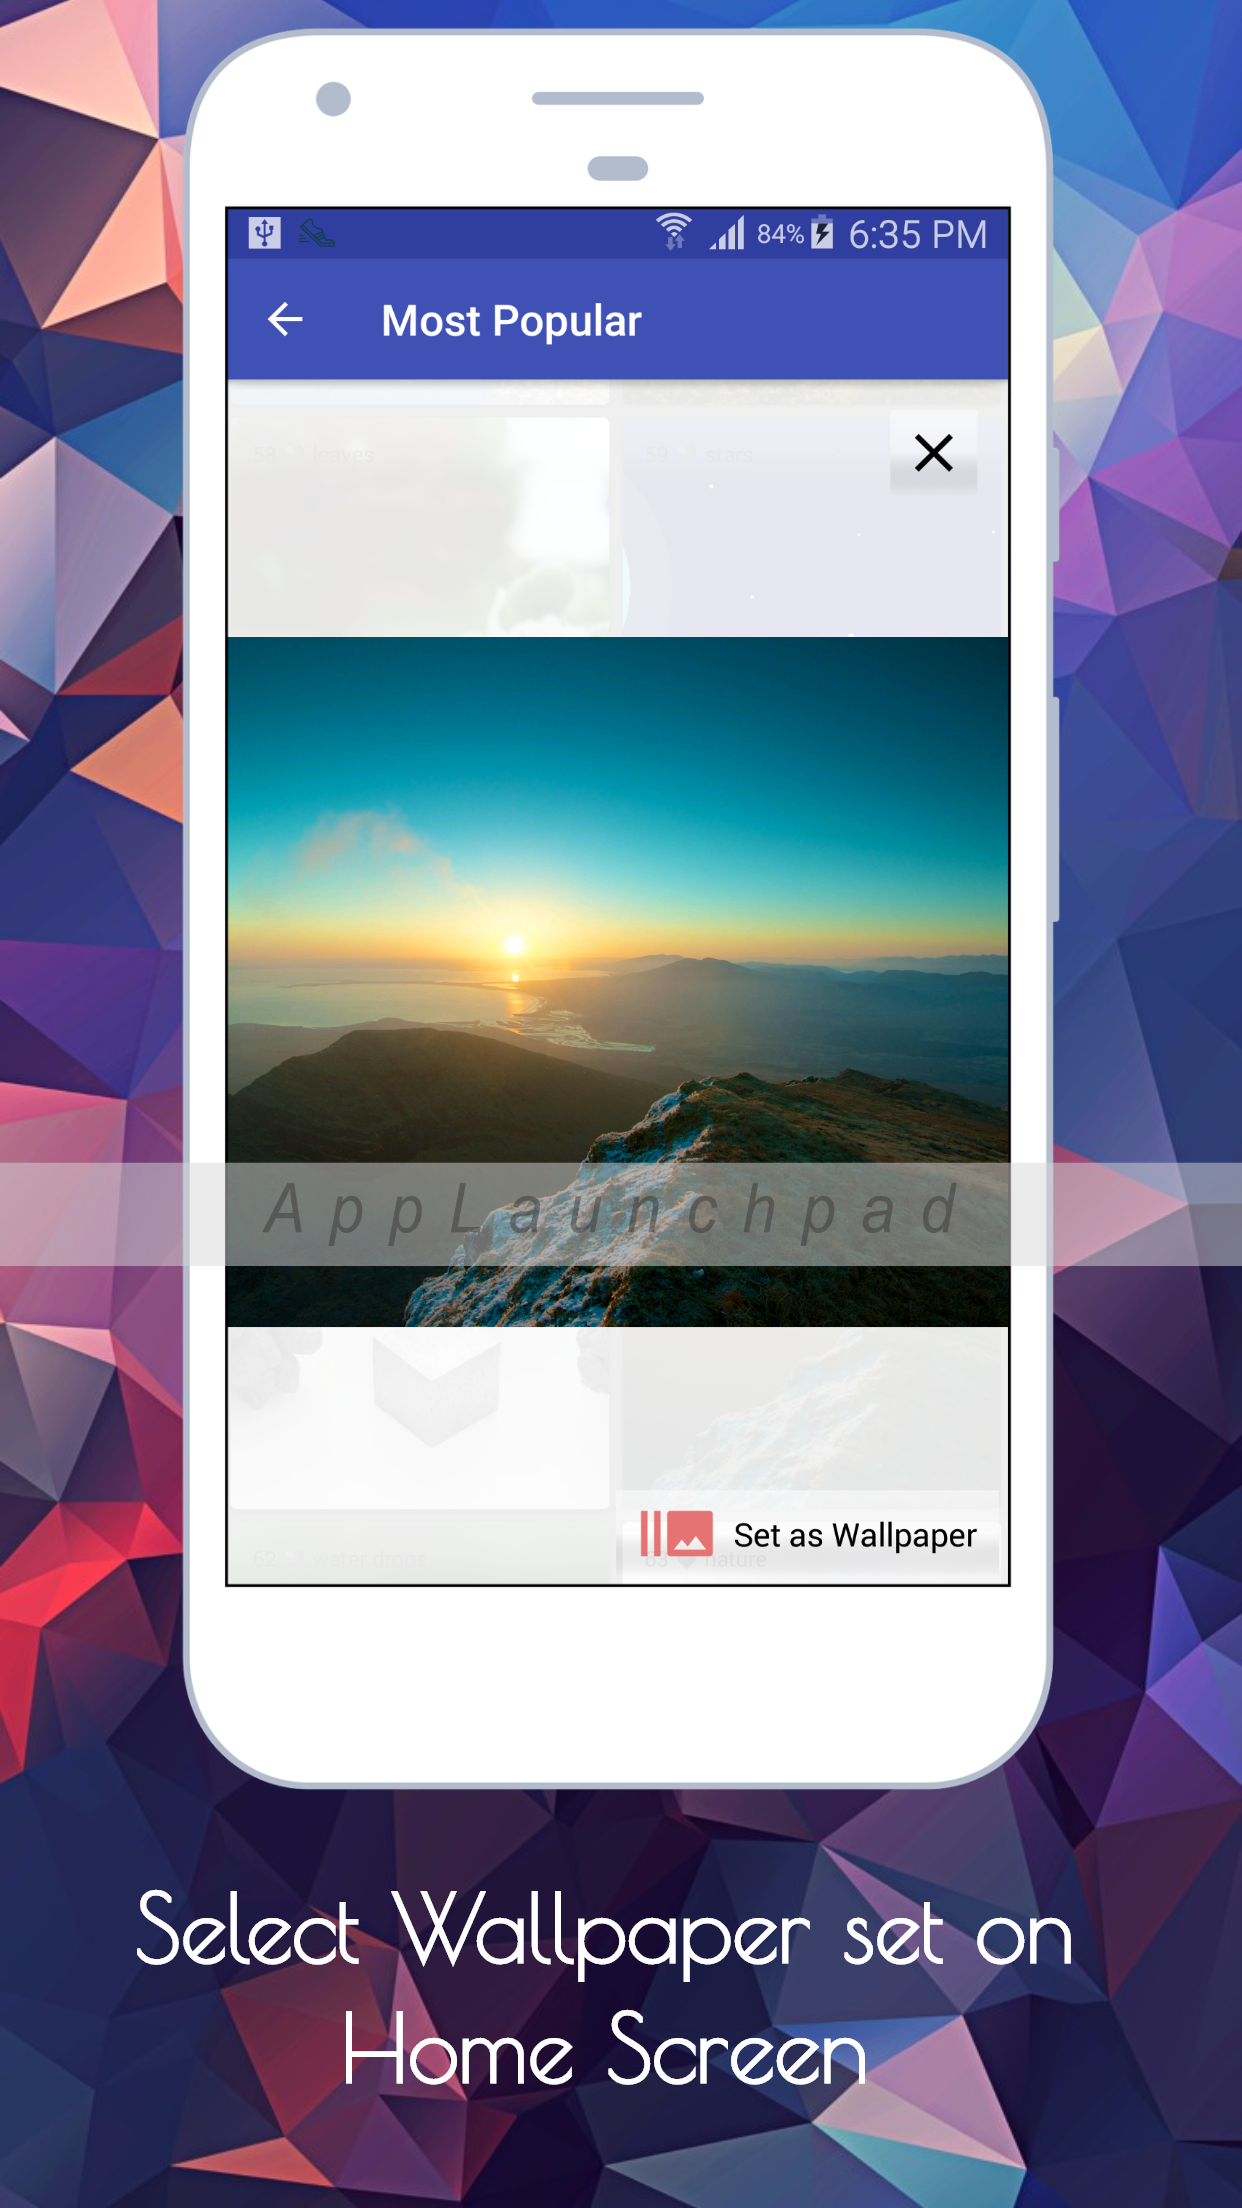 84% 6:35 PM
Most Popular
58 leaves
59 stars
AppLaunchpad
Set as Wallpaper
62 water drops
63 nature
Select Wallpaper set on
Home Screen